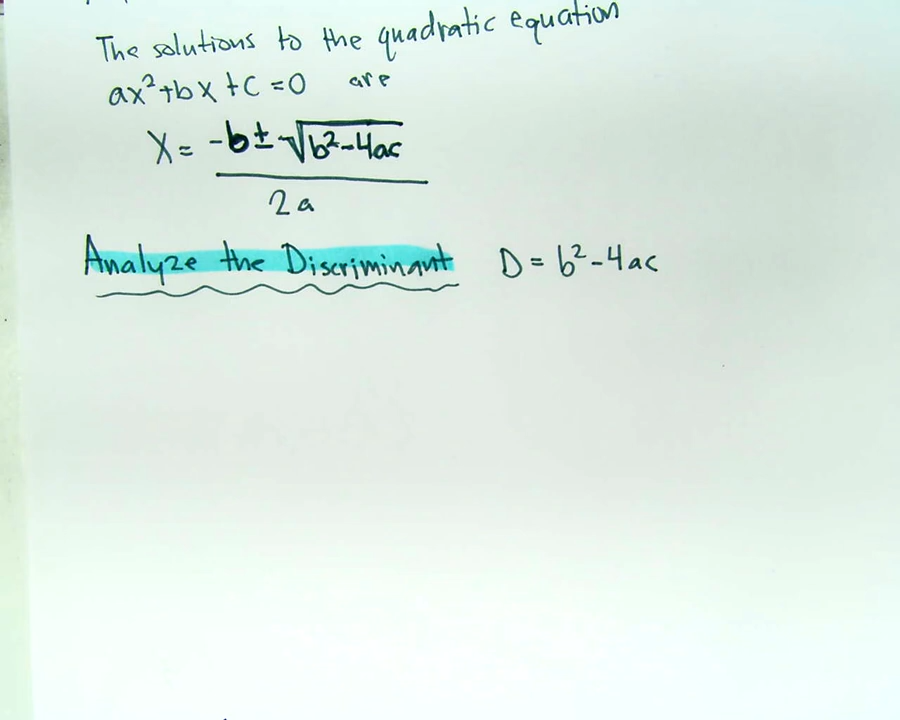 The solutions to the quadratic equation
ax²+bx+c=0 are
X = -b±√b²-4ac
2a
Analyze the Discriminant D = b²-4ac